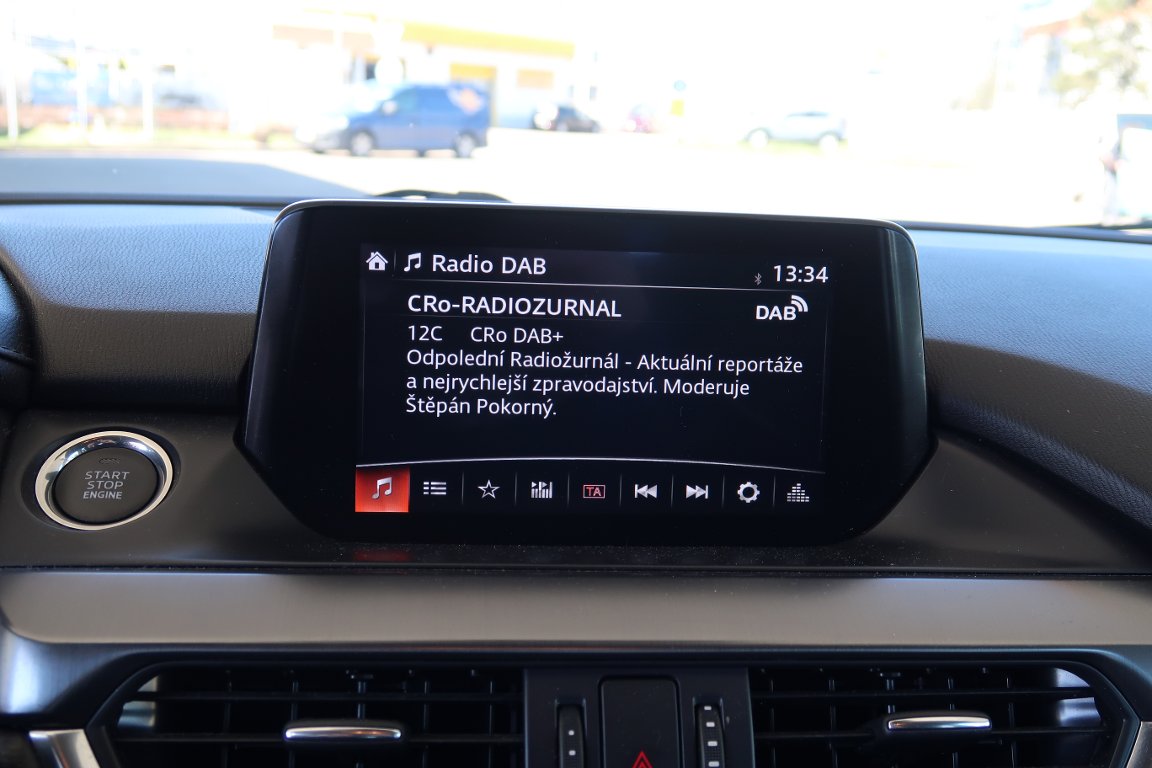 Radio DAB
13:34
CRo-RADIOZURNAL
DAB
12C CRo DAB+
Odpolední Radiožurnál - Aktuální reportáže
a nejrychlejší zpravodajství. Moderuje
Štěpán Pokorný.
TA
START
STOP
ENGINE